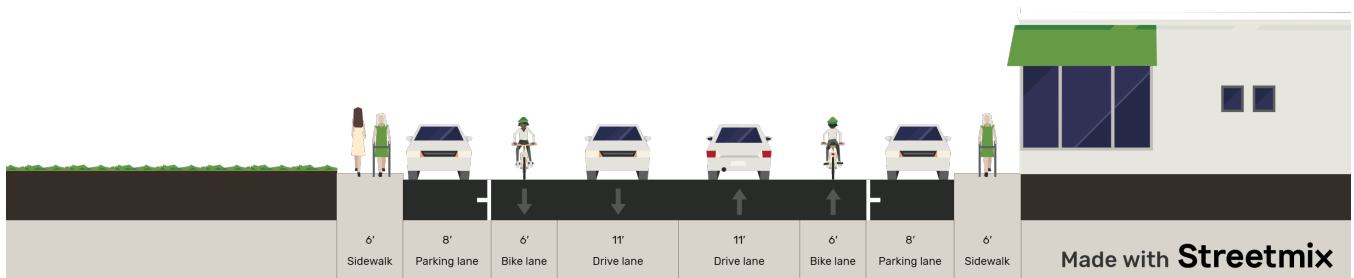 6′ 8′ 6′ 11′ 11′ 6′ 8′ 6′
Sidewalk Parking lane Bike lane Drive lane Drive lane Bike lane Parking lane Sidewalk
Made with Streetmix